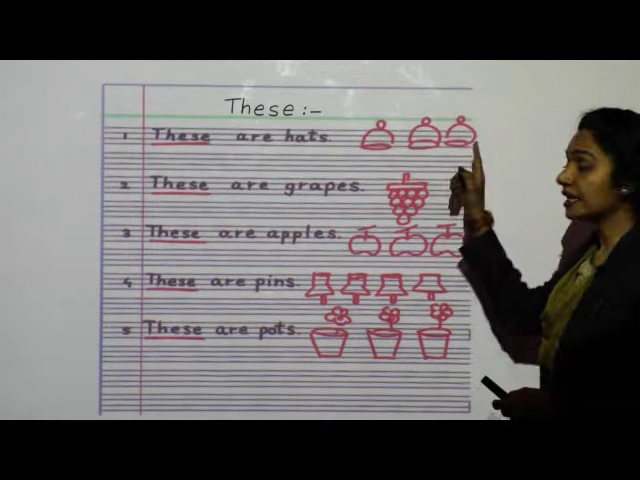 These :-
1 These are hats.
2 These are grapes.
3 These are apples.
4 These are pins.
5 These are pots.